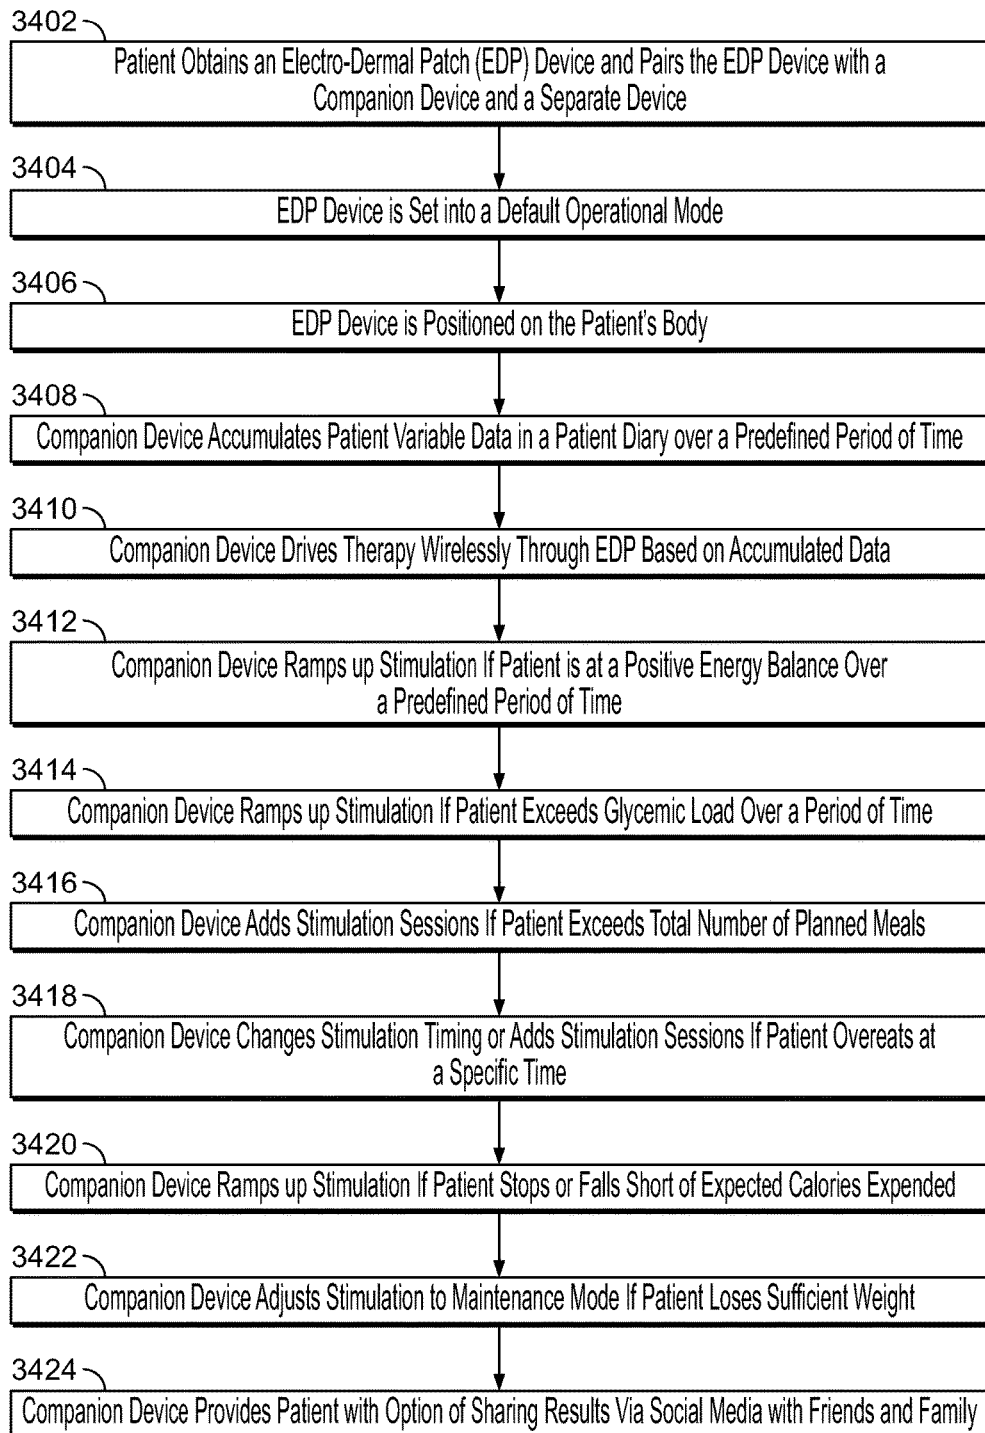 3402
Patient Obtains an Electro-Dermal Patch (EDP) Device and Pairs the EDP Device with a
Companion Device and a Separate Device
3404
EDP Device is Set into a Default Operational Mode
3406
EDP Device is Positioned on the Patient's Body
3408
Companion Device Accumulates Patient Variable Data in a Patient Diary over a Predefined Period of Time
3410
Companion Device Drives Therapy Wirelessly Through EDP Based on Accumulated Data
3412
Companion Device Ramps up Stimulation If Patient is at a Positive Energy Balance Over
a Predefined Period of Time
3414
Companion Device Ramps up Stimulation If Patient Exceeds Glycemic Load Over a Period of Time
3416
Companion Device Adds Stimulation Sessions If Patient Exceeds Total Number of Planned Meals
3418
Companion Device Changes Stimulation Timing or Adds Stimulation Sessions If Patient Overeats at
a Specific Time
3420
Companion Device Ramps up Stimulation If Patient Stops or Falls Short of Expected Calories Expended
3422
Companion Device Adjusts Stimulation to Maintenance Mode If Patient Loses Sufficient Weight
3424
Companion Device Provides Patient with Option of Sharing Results Via Social Media with Friends and Family